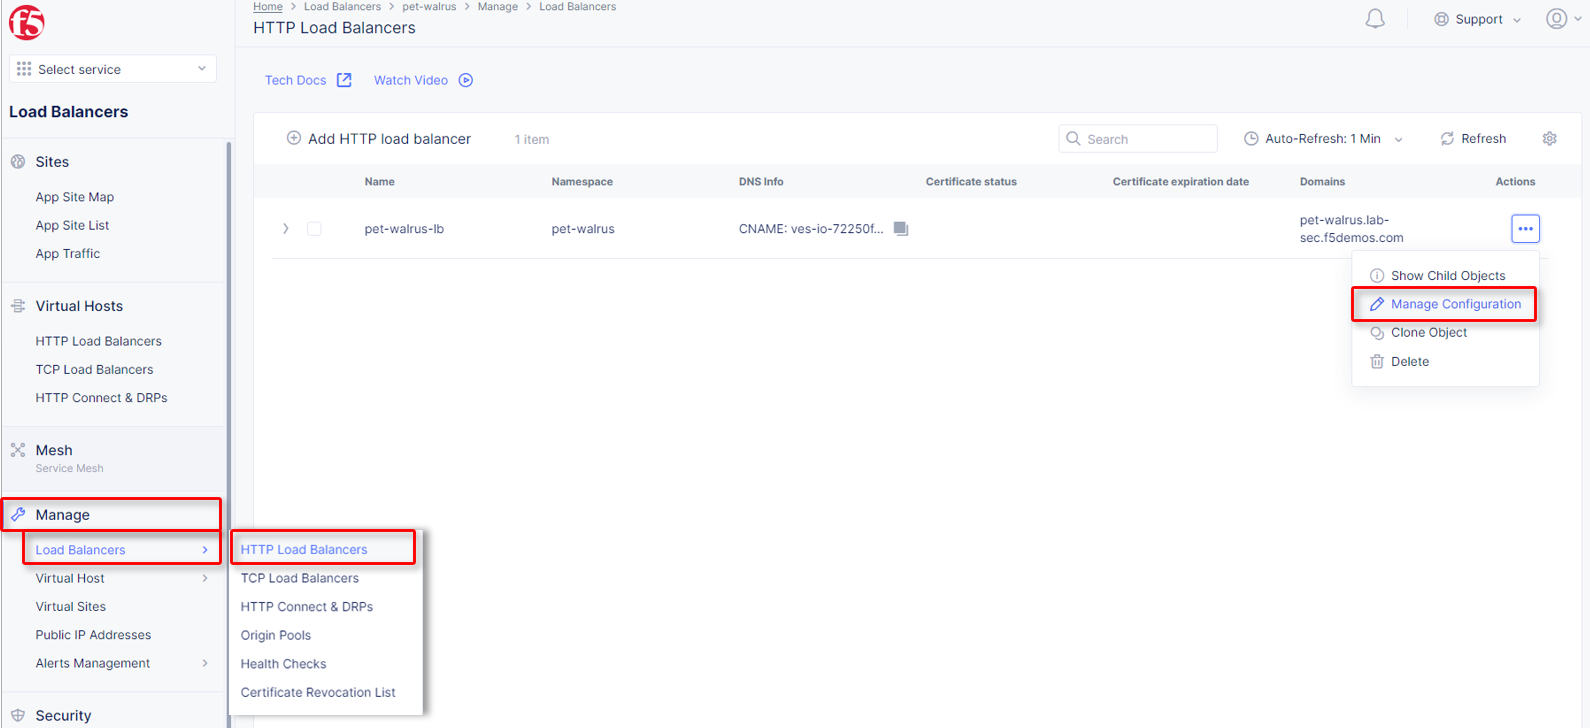 f5
Home > Load Balancers > pet-walrus > Manage > Load Balancers
HTTP Load Balancers
Support
Select service
Tech Docs
Watch Video
Load Balancers
Sites
App Site Map
App Site List
App Traffic
Virtual Hosts
HTTP Load Balancers
TCP Load Balancers
HTTP Connect & DRPs
Mesh
Service Mesh
Manage
Load Balancers
Virtual Host
Virtual Sites
Public IP Addresses
Alerts Management
Security
HTTP Load Balancers
TCP Load Balancers
HTTP Connect & DRPs
Origin Pools
Health Checks
Certificate Revocation List
Add HTTP load balancer
1 item
Search
Auto-Refresh: 1 Min
Refresh
Name Namespace DNS Info Certificate status Certificate expiration date Domains Actions
pet-walrus-lb pet-walrus CNAME: ves-io-72250f...
pet-walrus.lab-
sec.f5demos.com
Show Child Objects
Manage Configuration
Clone Object
Delete